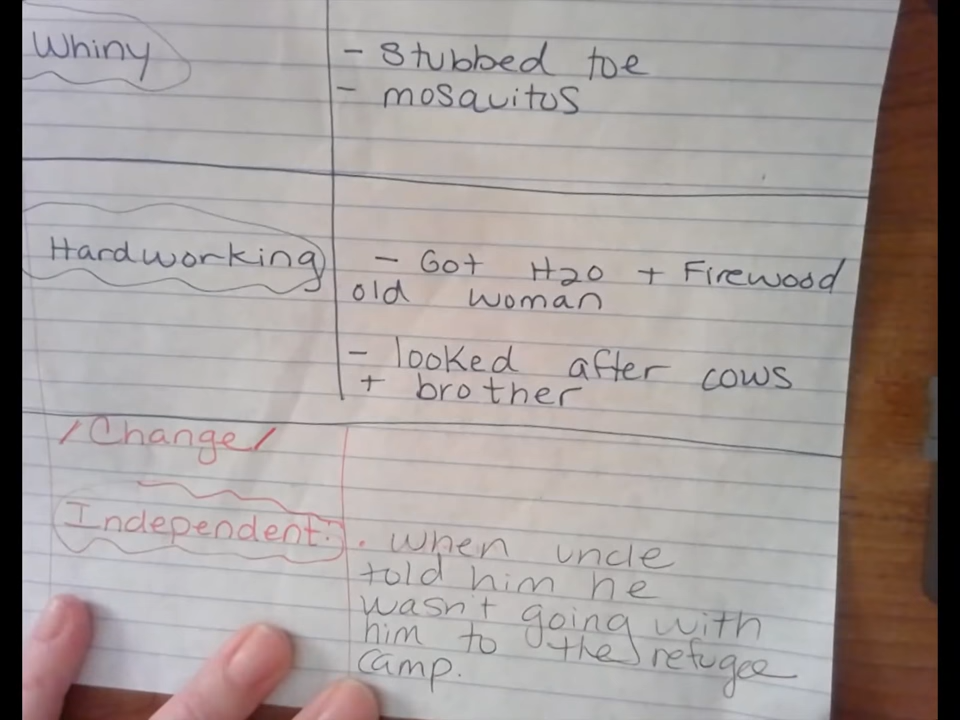 Whiny
- stubbed toe
- mosquitos
Hardworking
- Got H2O + Firewood
old woman
- looked after cows
+ brother
/Change/
Independent.
. when uncle
told him he
wasn't going with
him to the refugee
camp.